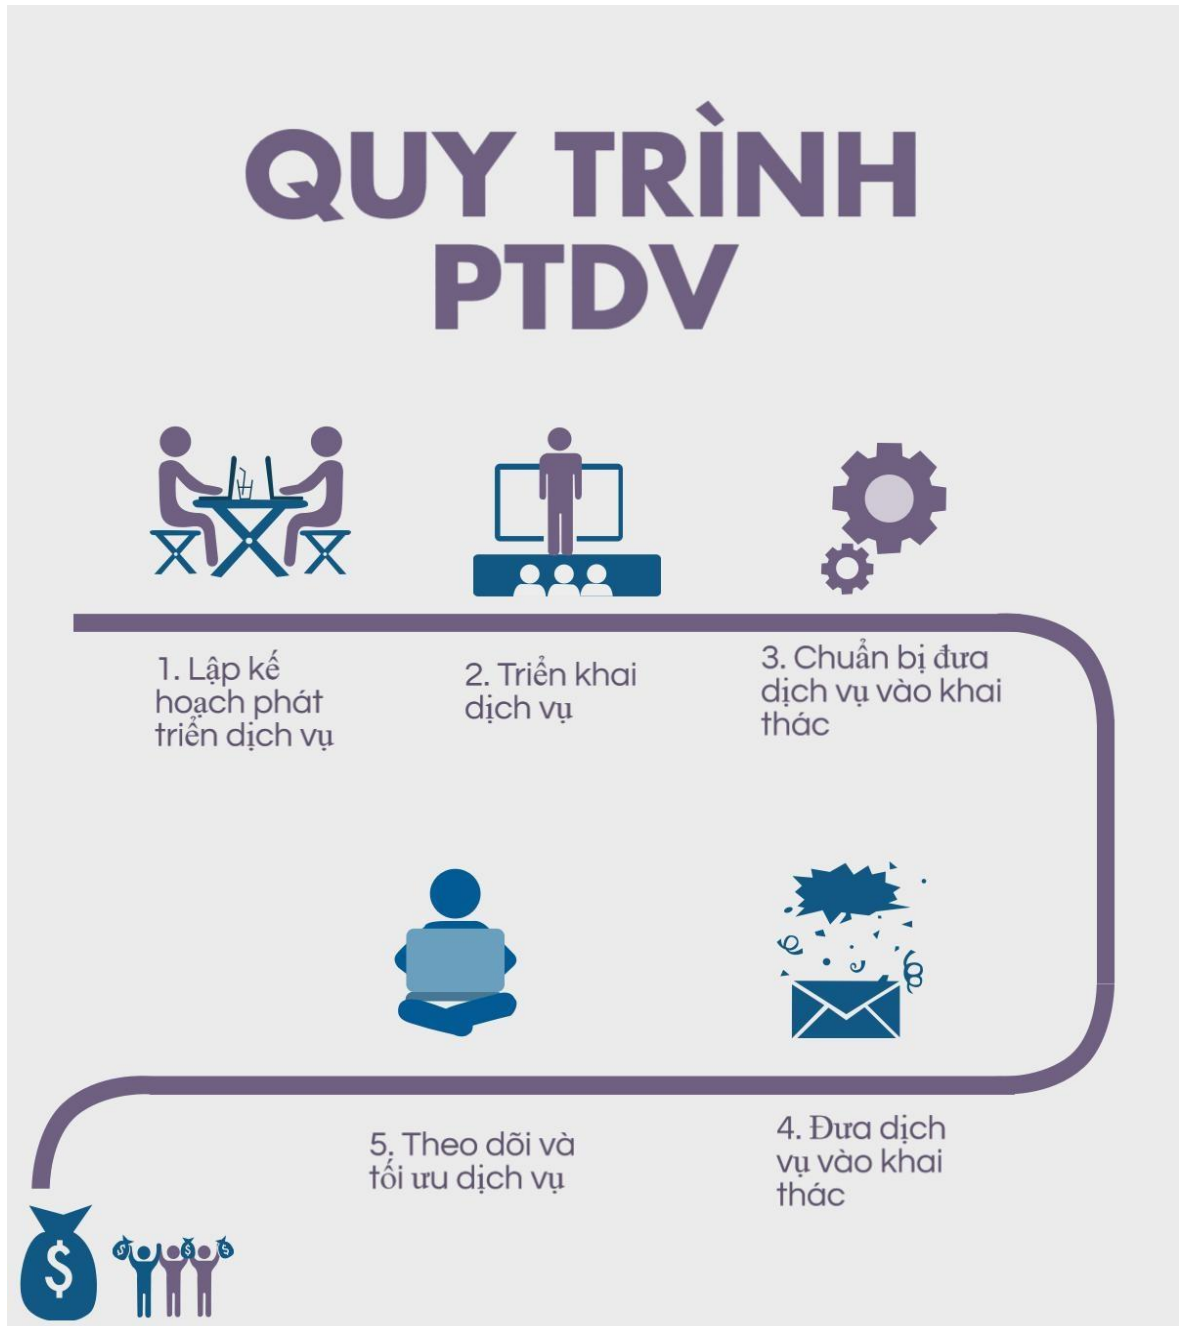 QUY TRÌNH
PTDV
1. Lập kế
hoạch phát
triển dịch vụ
2. Triển khai
dịch vụ
3. Chuẩn bị đưa
dịch vụ vào khai
thác
4. Đưa dịch
vụ vào khai
thác
5. Theo dõi và
tối ưu dịch vụ
$
$ $ $